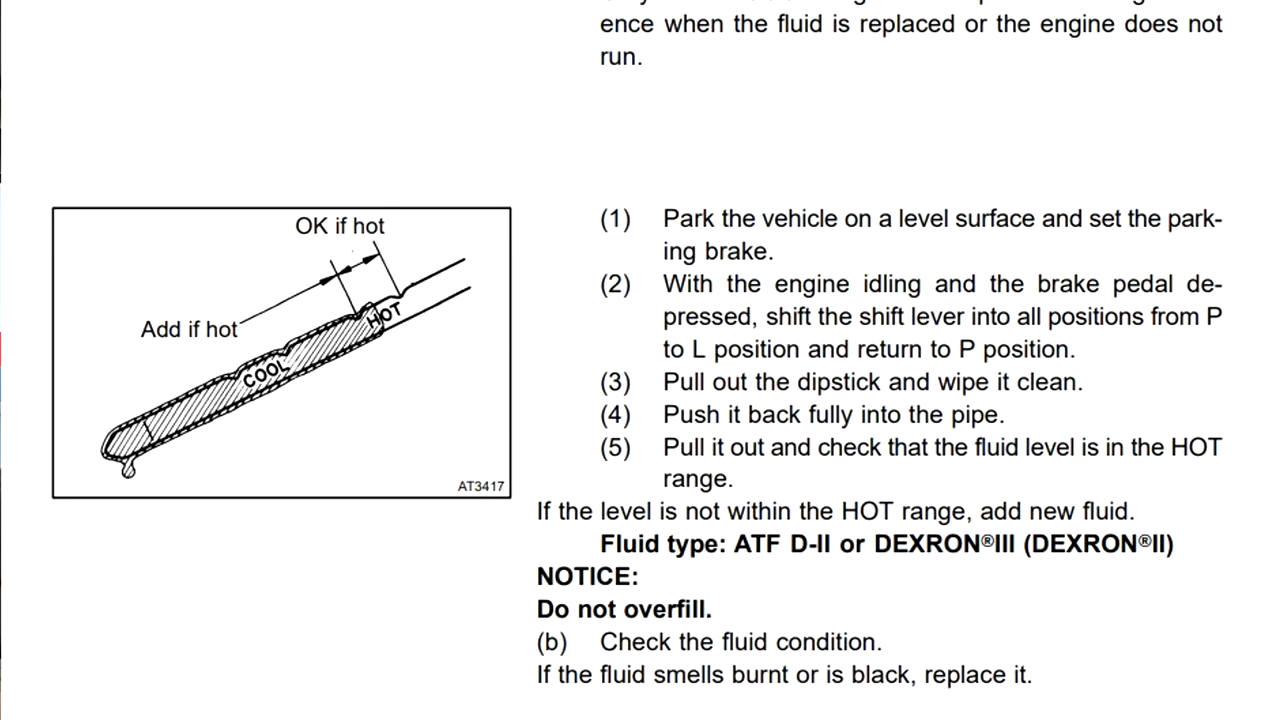 ence when the fluid is replaced or the engine does not
run.
OK if hot
Add if hot
HOT
COOL
AT3417
(1) Park the vehicle on a level surface and set the park-
ing brake.
(2) With the engine idling and the brake pedal de-
pressed, shift the shift lever into all positions from P
to L position and return to P position.
(3) Pull out the dipstick and wipe it clean.
(4) Push it back fully into the pipe.
(5) Pull it out and check that the fluid level is in the HOT
range.
If the level is not within the HOT range, add new fluid.
Fluid type: ATF D-II or DEXRON®III (DEXRON®II)
NOTICE:
Do not overfill.
(b) Check the fluid condition.
If the fluid smells burnt or is black, replace it.